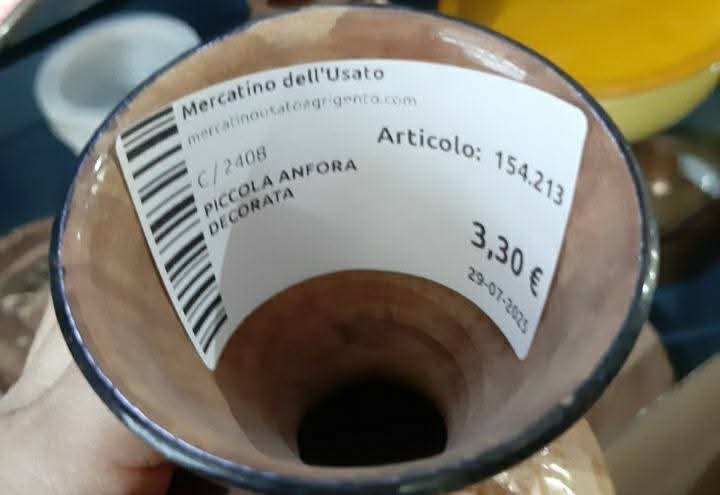 Mercatino dell'Usato
mercatinousatoagrigento.com
C/2408
Articolo: 154.213
PICCOLA ANFORA
DECORATA
3,30 €
29-07-2025